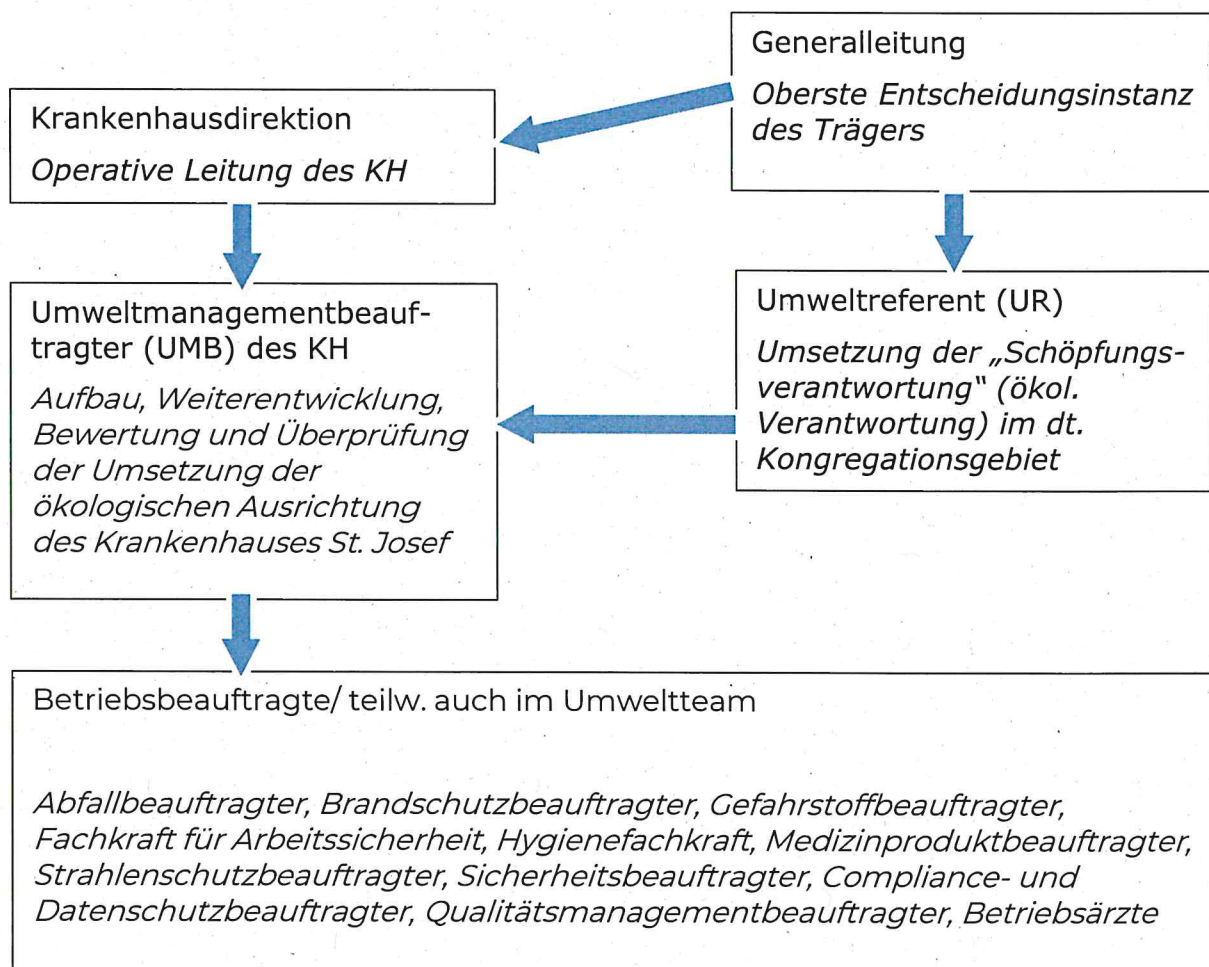 Generalleitung
Oberste Entscheidungsinstanz
des Trägers
Krankenhausdirektion
Operative Leitung des KH
Umweltmanagementbeauf-
tragter (UMB) des KH
Aufbau, Weiterentwicklung,
Bewertung und Überprüfung
der Umsetzung der
ökologischen Ausrichtung
des Krankenhauses St. Josef
Umweltreferent (UR)
Umsetzung der „Schöpfungs-
verantwortung“ (ökol.
Verantwortung) im dt.
Kongregationsgebiet
Betriebsbeauftragte/ teilw. auch im Umweltteam
Abfallbeauftragter, Brandschutzbeauftragter, Gefahrstoffbeauftragter,
Fachkraft für Arbeitssicherheit, Hygienefachkraft, Medizinproduktbeauftragter,
Strahlenschutzbeauftragter, Sicherheitsbeauftragter, Compliance- und
Datenschutzbeauftragter, Qualitätsmanagementbeauftragter, Betriebsärzte